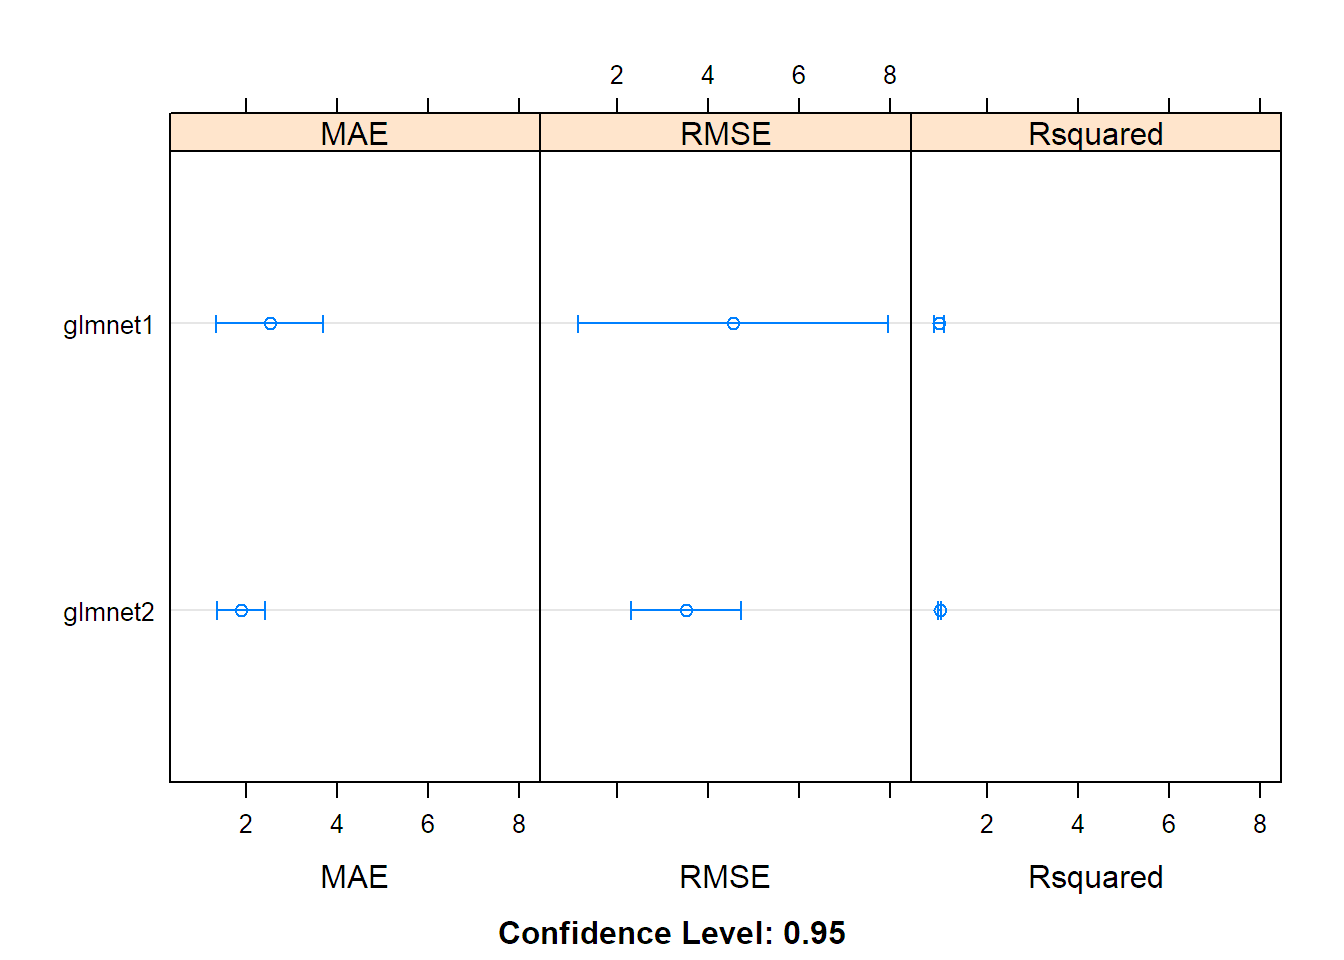 2 4 6 8
MAE RMSE Rsquared
glmnet1
glmnet2
2 4 6 8 2 4 6 8
MAE RMSE Rsquared
Confidence Level: 0.95